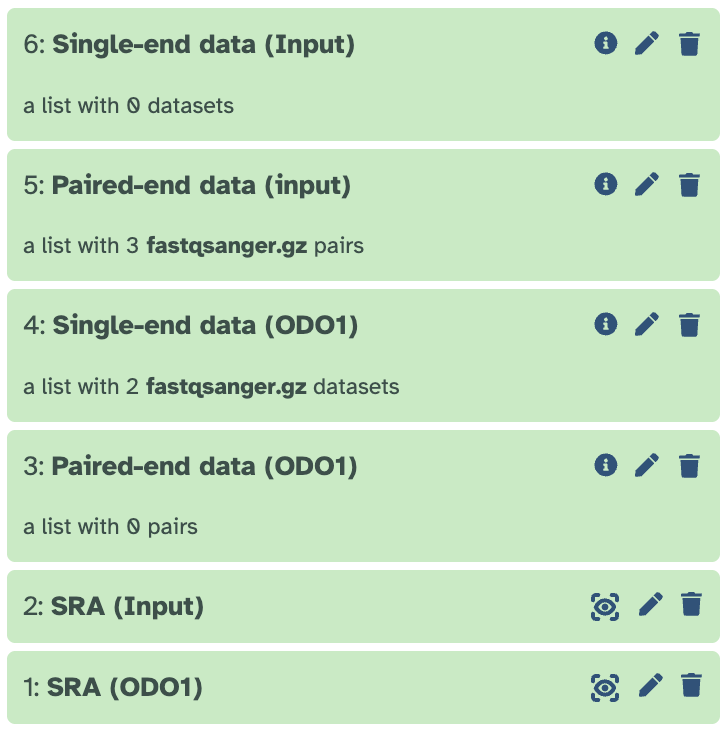 6: Single-end data (Input)
a list with 0 datasets
5: Paired-end data (input)
a list with 3 fastqsanger.gz pairs
4: Single-end data (ODO1)
a list with 2 fastqsanger.gz datasets
3: Paired-end data (ODO1)
a list with 0 pairs
2: SRA (Input)
1: SRA (ODO1)